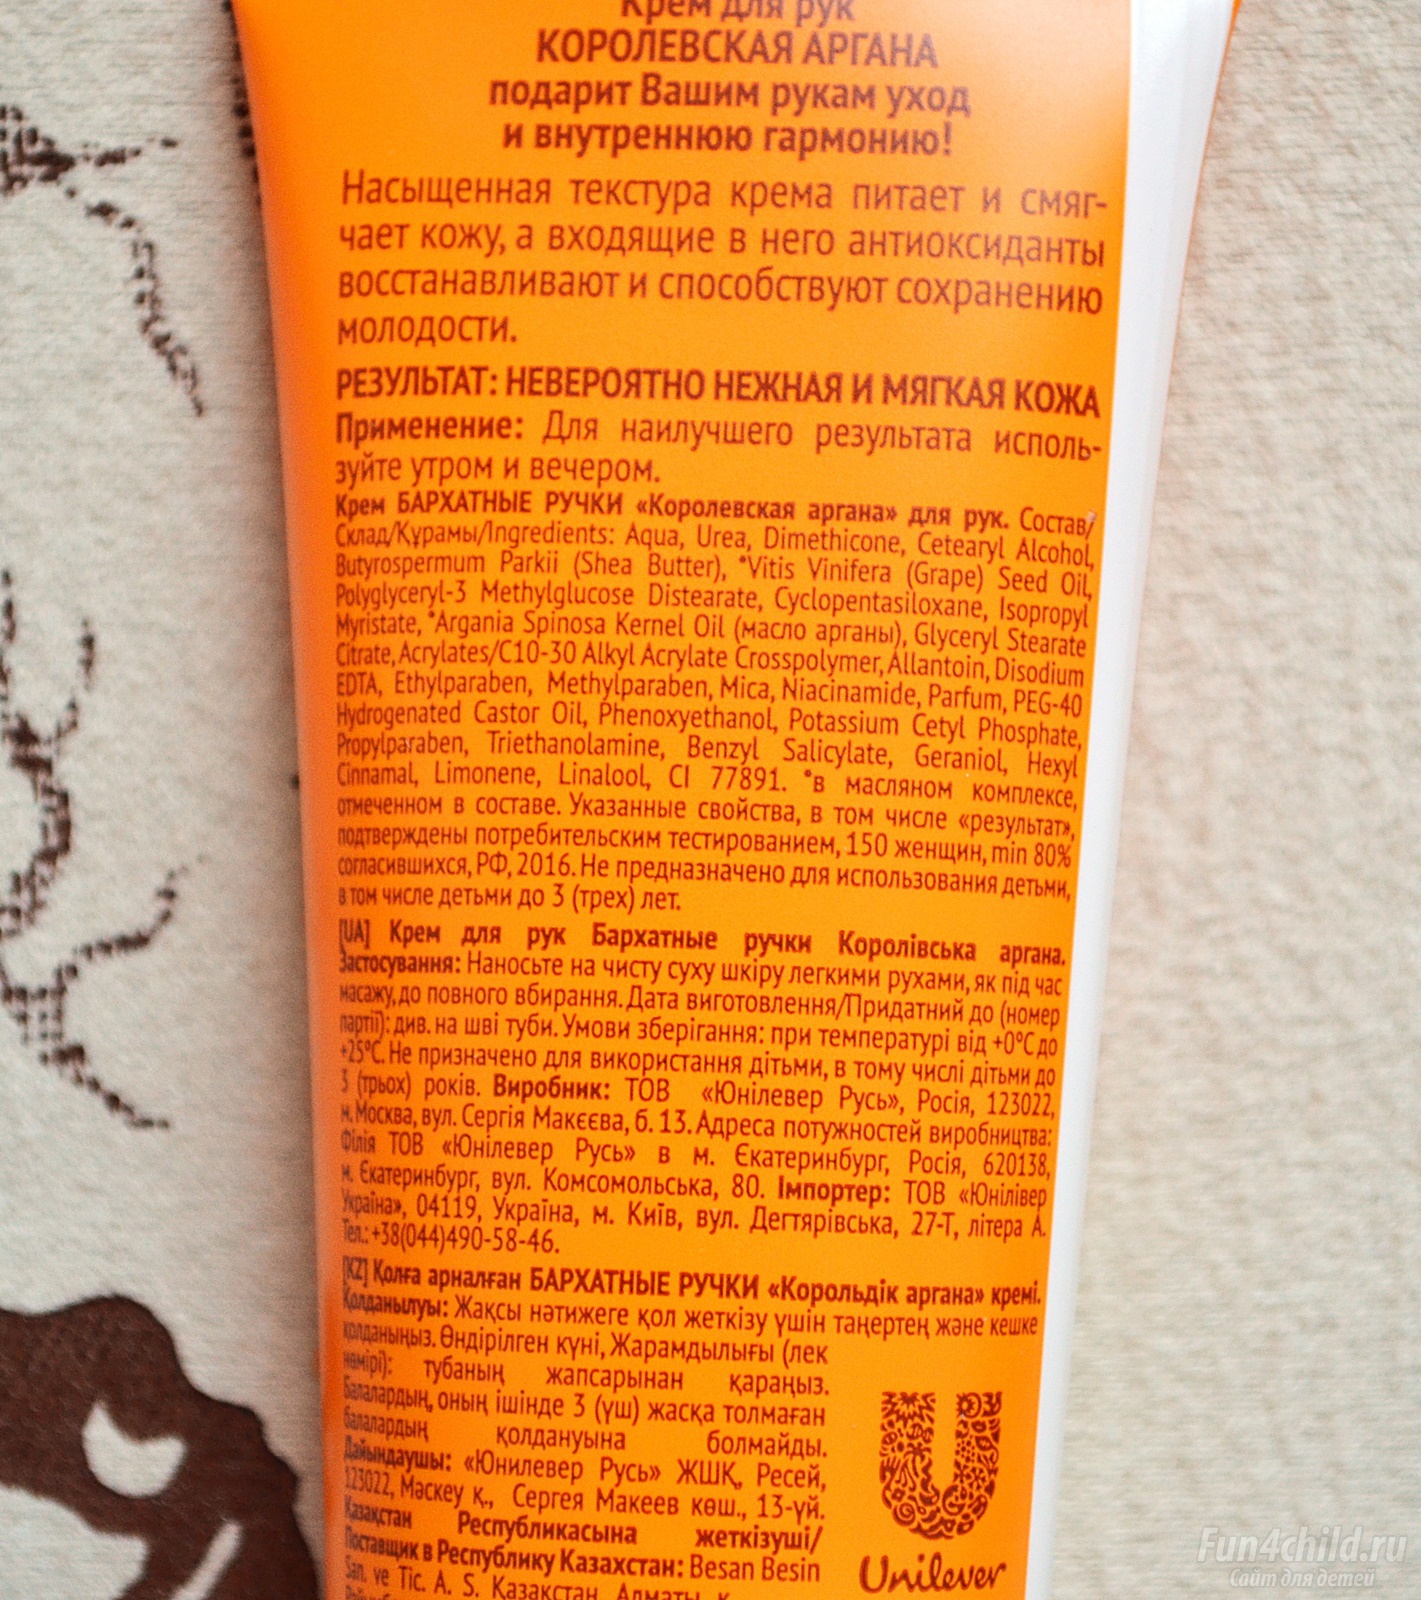 Крем для рук
КОРОЛЕВСКАЯ АРГАНА
подарит Вашим рукам уход
и внутреннюю гармонию!
Насыщенная текстура крема питает и смяг-
чает кожу, а входящие в него антиоксиданты
восстанавливают и способствуют сохранению
молодости.
РЕЗУЛЬТАТ: НЕВЕРОЯТНО НЕЖНАЯ И МЯГКАЯ КОЖА
Применение: Для наилучшего результата исполь-
зуйте утром и вечером.
Крем БАРХАТНЫЕ РУЧКИ «Королевская аргана» для рук. Состав/
Склад/Құрамы/Ingredients: Aqua, Urea, Dimethicone, Cetearyl Alcohol,
Butyrospermum Parkii (Shea Butter), *Vitis Vinifera (Grape) Seed Oil,
Polyglyceryl-3 Methylglucose Distearate, Cyclopentasiloxane, Isopropyl
Myristate, *Argania Spinosa Kernel Oil (масло арганы), Glyceryl Stearate
Citrate, Acrylates/C10-30 Alkyl Acrylate Crosspolymer, Allantoin, Disodium
EDTA, Ethylparaben, Methylparaben, Mica, Niacinamide, Parfum, PEG-40
Hydrogenated Castor Oil, Phenoxyethanol, Potassium Cetyl Phosphate,
Propylparaben, Triethanolamine, Benzyl Salicylate, Geraniol, Hexyl
Cinnamal, Limonene, Linalool, CI 77891. *в масляном комплексе,
отмеченном в составе. Указанные свойства, в том числе «результат»,
подтверждены потребительским тестированием, 150 женщин, min 80%
согласившихся, РФ, 2016. Не предназначено для использования детьми,
в том числе детьми до 3 (трех) лет.
[UA] Крем для рук Бархатные ручки Королівська аргана.
Застосування: Наносьте на чисту суху шкіру легкими рухами, як під час
масажу, до повного вбирання. Дата виготовлення/Придатний до (номер
партії): див. на шві туби. Умови зберігання: при температурі від +0°С до
+25°С. Не призначено для використання дітьми, в тому числі дітьми до
3 (трьох) років. Виробник: ТОВ «Юнілевер Русь», Росія, 123022,
м. Москва, вул. Сергія Макєєва, б. 13. Адреса потужностей виробництва:
Філія ТОВ «Юнілевер Русь» в м. Єкатеринбург, Росія, 620138,
м. Єкатеринбург, вул. Комсомольська, 80. Імпортер: ТОВ «Юнілівер
Україна», 04119, Україна, м. Київ, вул. Дегтярівська, 27-Т, літера А.
Тел.: +38(044)490-58-46.
[KZ] Қолға арналған БАРХАТНЫЕ РУЧКИ «Корольдік аргана» кремі.
Қолданылуы: Жақсы нәтижеге қол жеткізу үшін таңертең және кешке
қолданыңыз. Өндірілген күні, Жарамдылығы (лек
нөмірі): тубаның жапсарынан қараңыз.
Балалардың, оның ішінде 3 (үш) жасқа толмаған
балалардың қолдануына болмайды.
Дайындаушы: «Юнилевер Русь» ЖШҚ, Ресей,
123022, Мәскеу қ., Сергея Макеев көш., 13-үй.
Қазақстан Республикасына жеткізуші/
Поставщик в Республику Казахстан: Besan Besin
San. ve Tic. A. S. Қазақстан, Алматы қ.
Unilever
Fun4child.ru
Сайт для детей